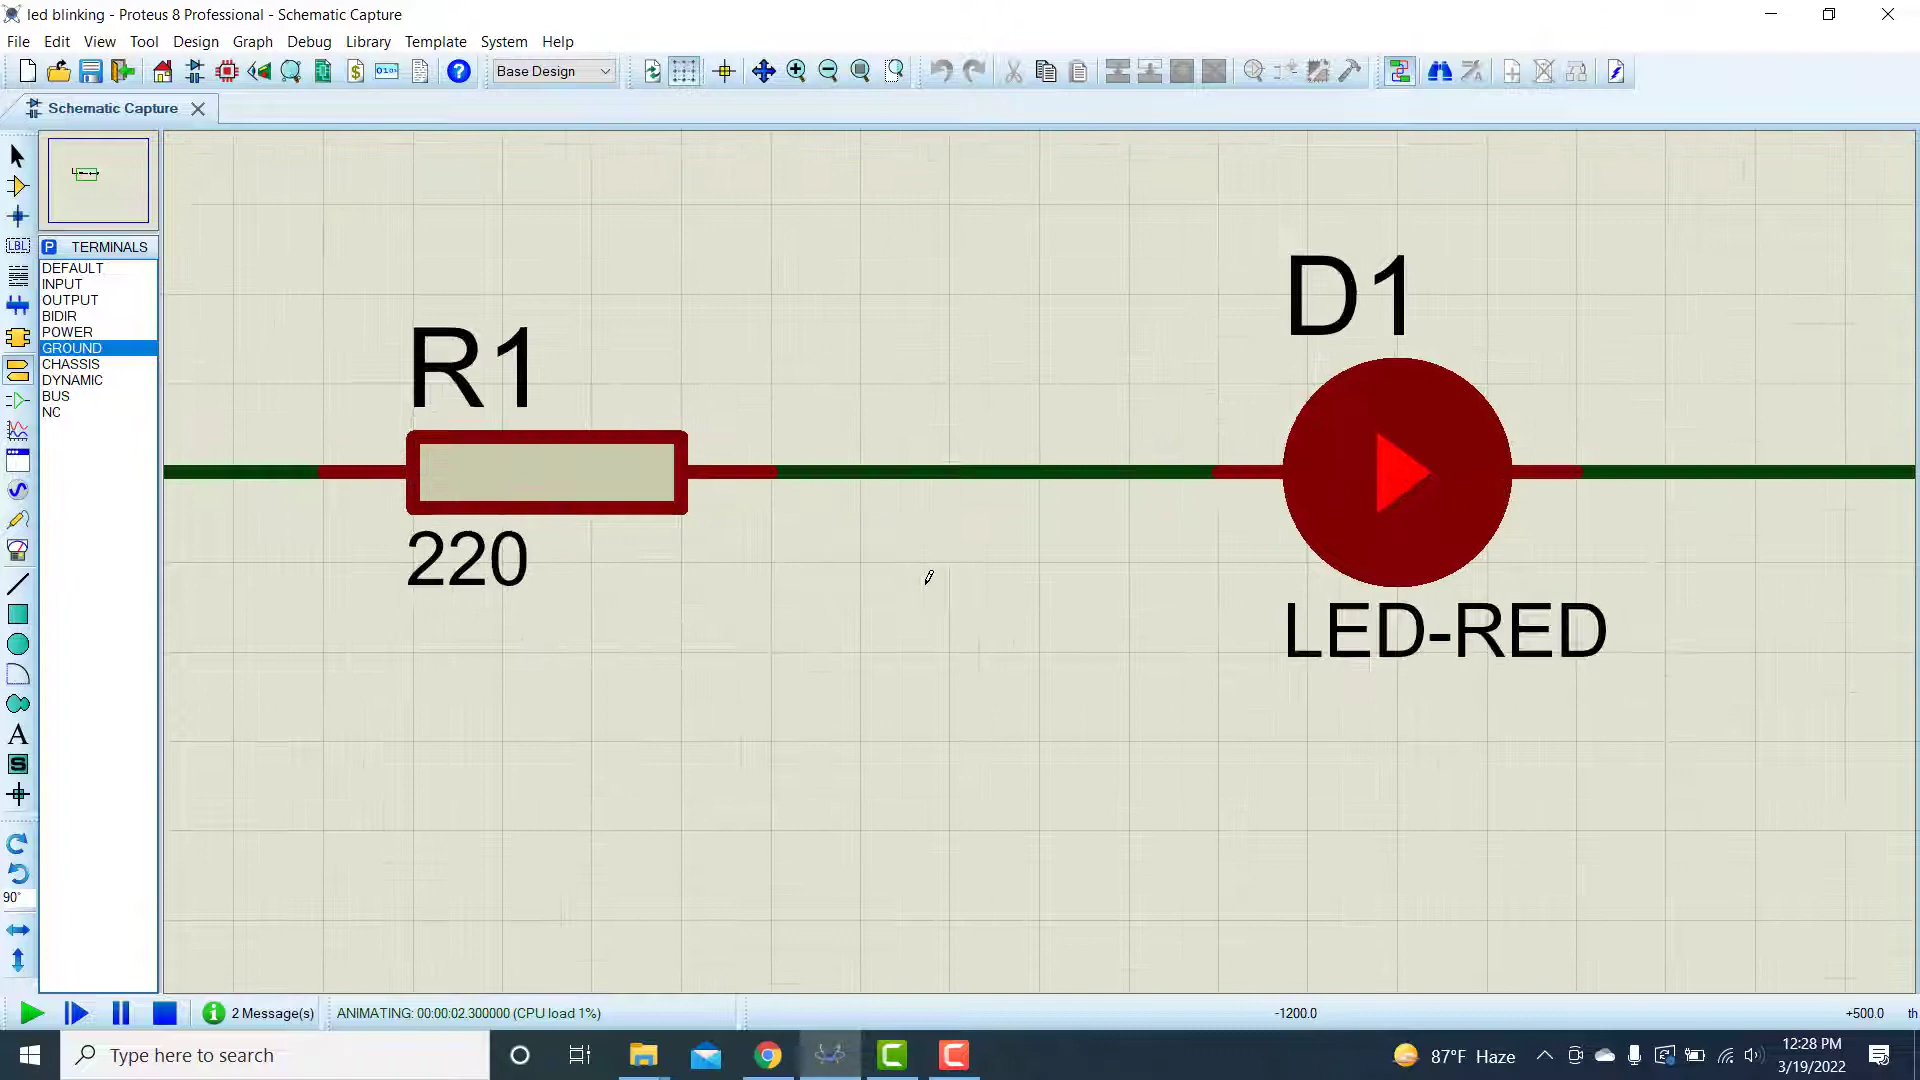 led blinking - Proteus 8 Professional - Schematic Capture
File Edit View Tool Design Graph Debug Library Template System Help
Base Design
Schematic Capture
TERMINALS
DEFAULT
INPUT
OUTPUT
BIDIR
POWER
GROUND
CHASSIS
DYNAMIC
BUS
NC
R1
220
D1
LED-RED
LBL
A
S
90°
2 Message(s)
ANIMATING: 00:00:02.300000 (CPU load 1%)
-1200.0
+500.0
th
Type here to search
87°F Haze
12:28 PM
3/19/2022